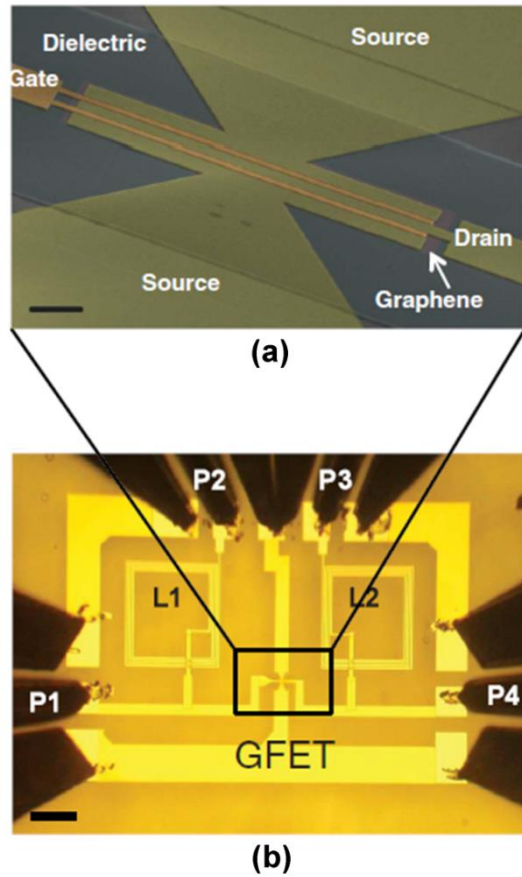 Dielectric
Source
Gate
Drain
Graphene
Source
(a)
P2
P3
L1
L2
P1
P4
GFET
(b)